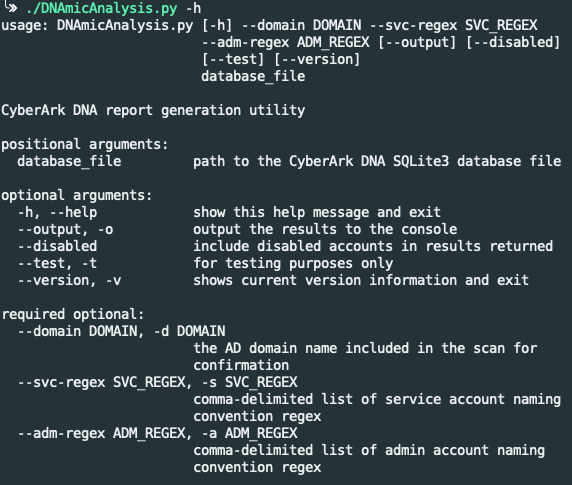 ↳» ./DNAmicAnalysis.py -h
usage: DNAmicAnalysis.py [-h] --domain DOMAIN --svc-regex SVC_REGEX
--adm-regex ADM_REGEX [--output] [--disabled]
[--test] [--version]
database_file
CyberArk DNA report generation utility
positional arguments:
database_file path to the CyberArk DNA SQLite3 database file
optional arguments:
-h, --help show this help message and exit
--output, -o output the results to the console
--disabled include disabled accounts in results returned
--test, -t for testing purposes only
--version, -v shows current version information and exit
required optional:
--domain DOMAIN, -d DOMAIN
the AD domain name included in the scan for
confirmation
--svc-regex SVC_REGEX, -s SVC_REGEX
comma-delimited list of service account naming
convention regex
--adm-regex ADM_REGEX, -a ADM_REGEX
comma-delimited list of admin account naming
convention regex